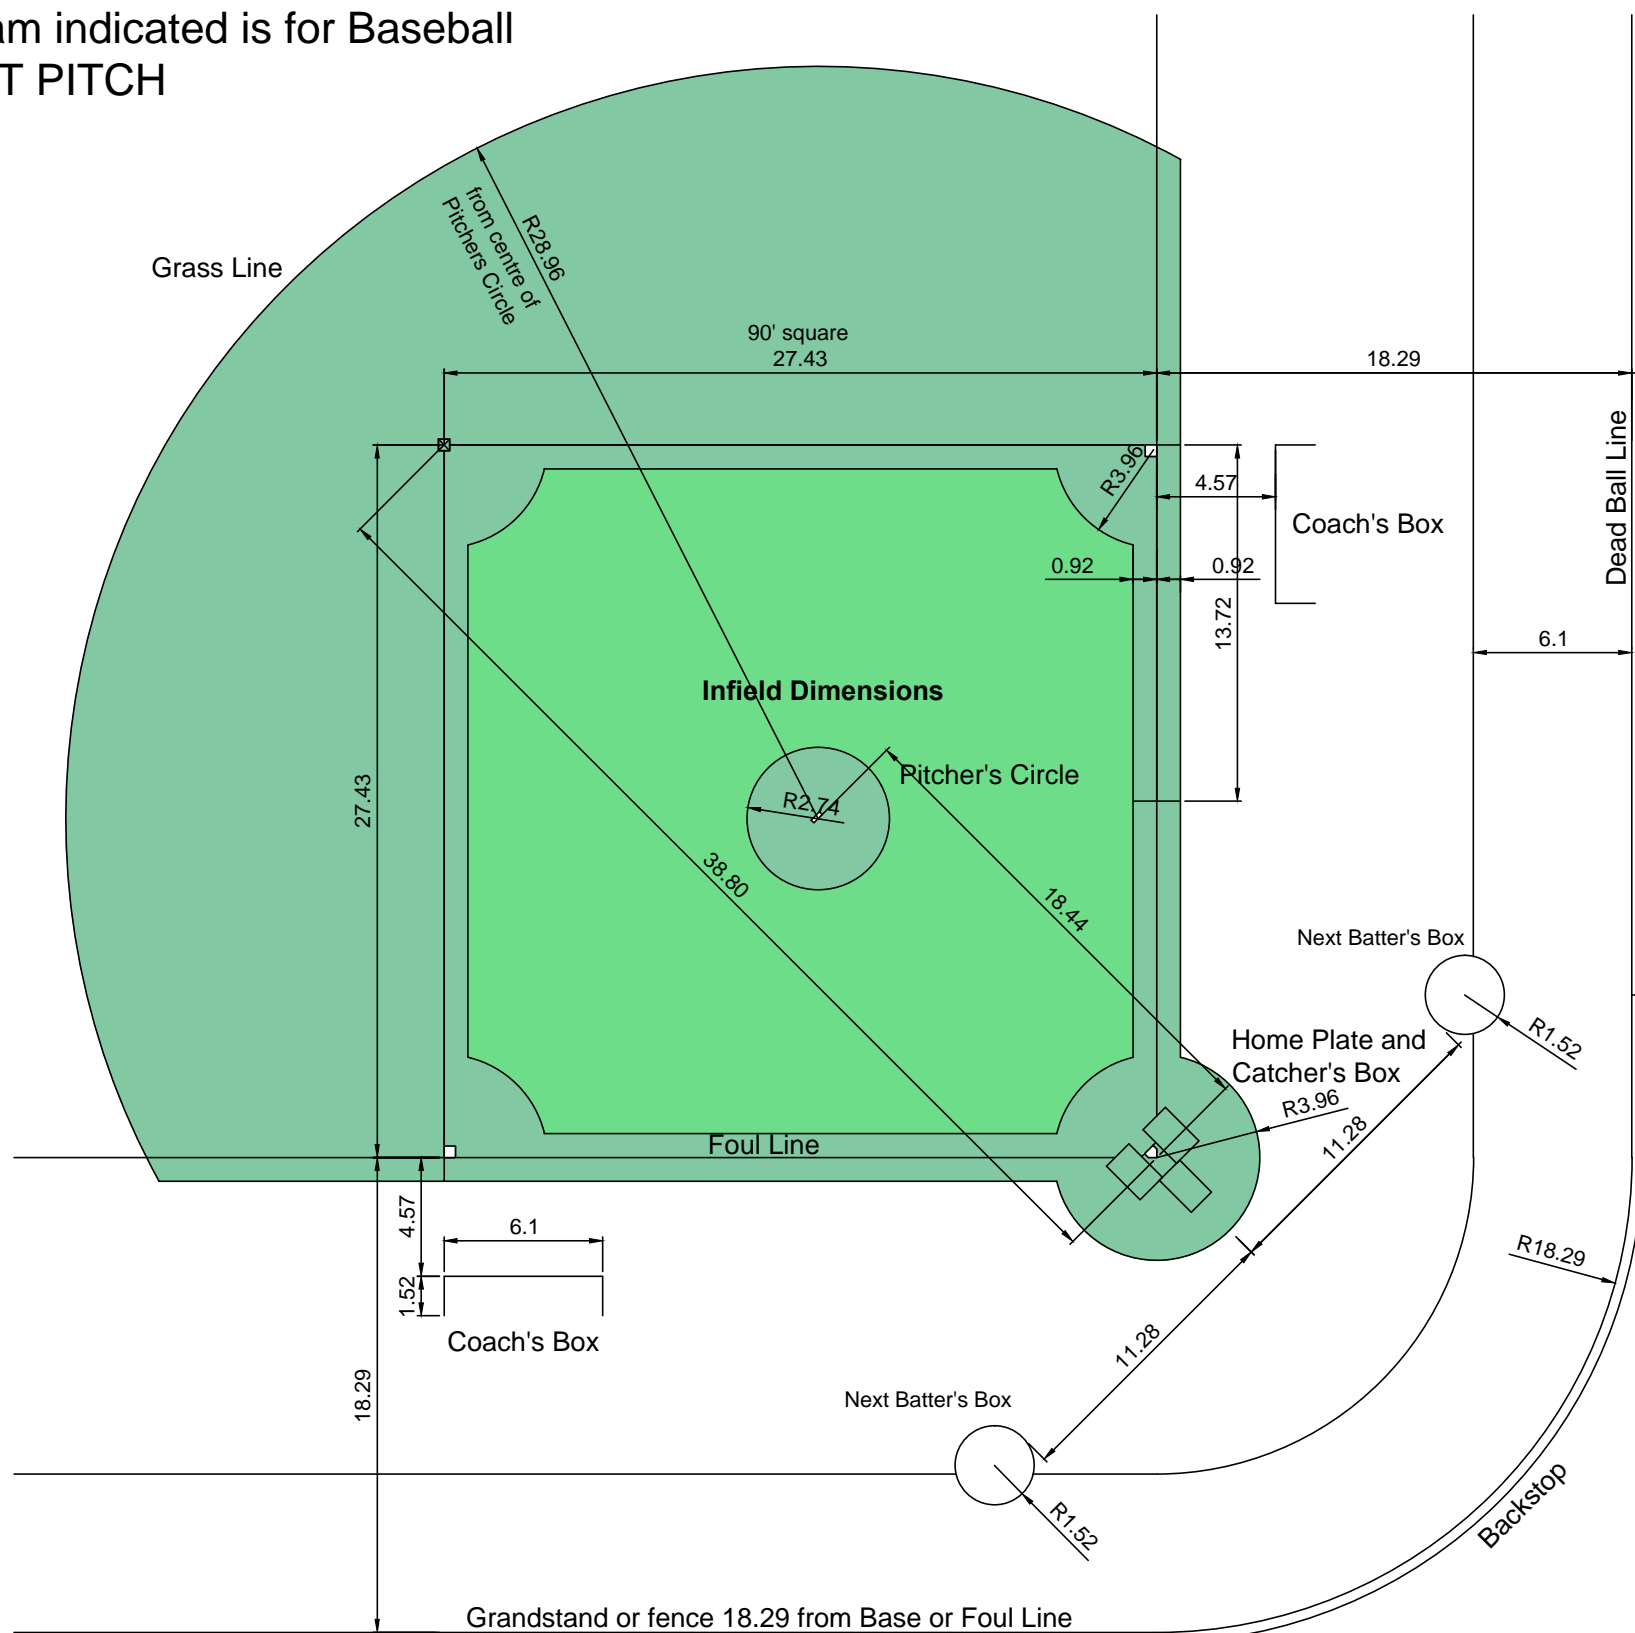 am indicated is for Baseball
T PITCH
Grass Line
R28.96
from centre of
Pitchers Circle
90' square
27.43
18.29
Dead Ball Line
R3.96
4.57
Coach's Box
0.92
0.92
13.72
6.1
Infield Dimensions
Pitcher's Circle
R2.74
27.43
38.80
18.44
Next Batter's Box
R1.52
Home Plate and
Catcher's Box
R3.96
11.28
Foul Line
4.57
6.1
1.52
Coach's Box
R18.29
11.28
18.29
Next Batter's Box
R1.52
Backstop
Grandstand or fence 18.29 from Base or Foul Line